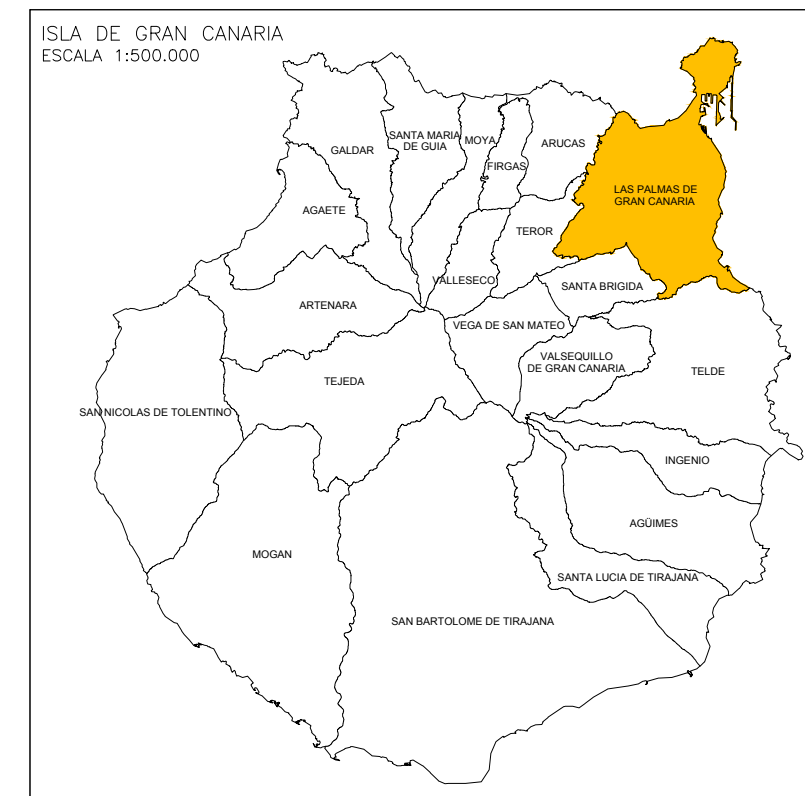 ISLA DE GRAN CANARIA
ESCALA 1:500.000
GALDAR
SANTA MARIA
DE GUIA
MOYA
FIRGAS
ARUCAS
LAS PALMAS DE
GRAN CANARIA
AGAETE
TEROR
VALLESECO
SANTA BRIGIDA
ARTENARA
VEGA DE SAN MATEO
VALSEQUILLO
DE GRAN CANARIA
TELDE
TEJEDA
SAN NICOLAS DE TOLENTINO
INGENIO
AGÜIMES
MOGAN
SANTA LUCIA DE TIRAJANA
SAN BARTOLOME DE TIRAJANA